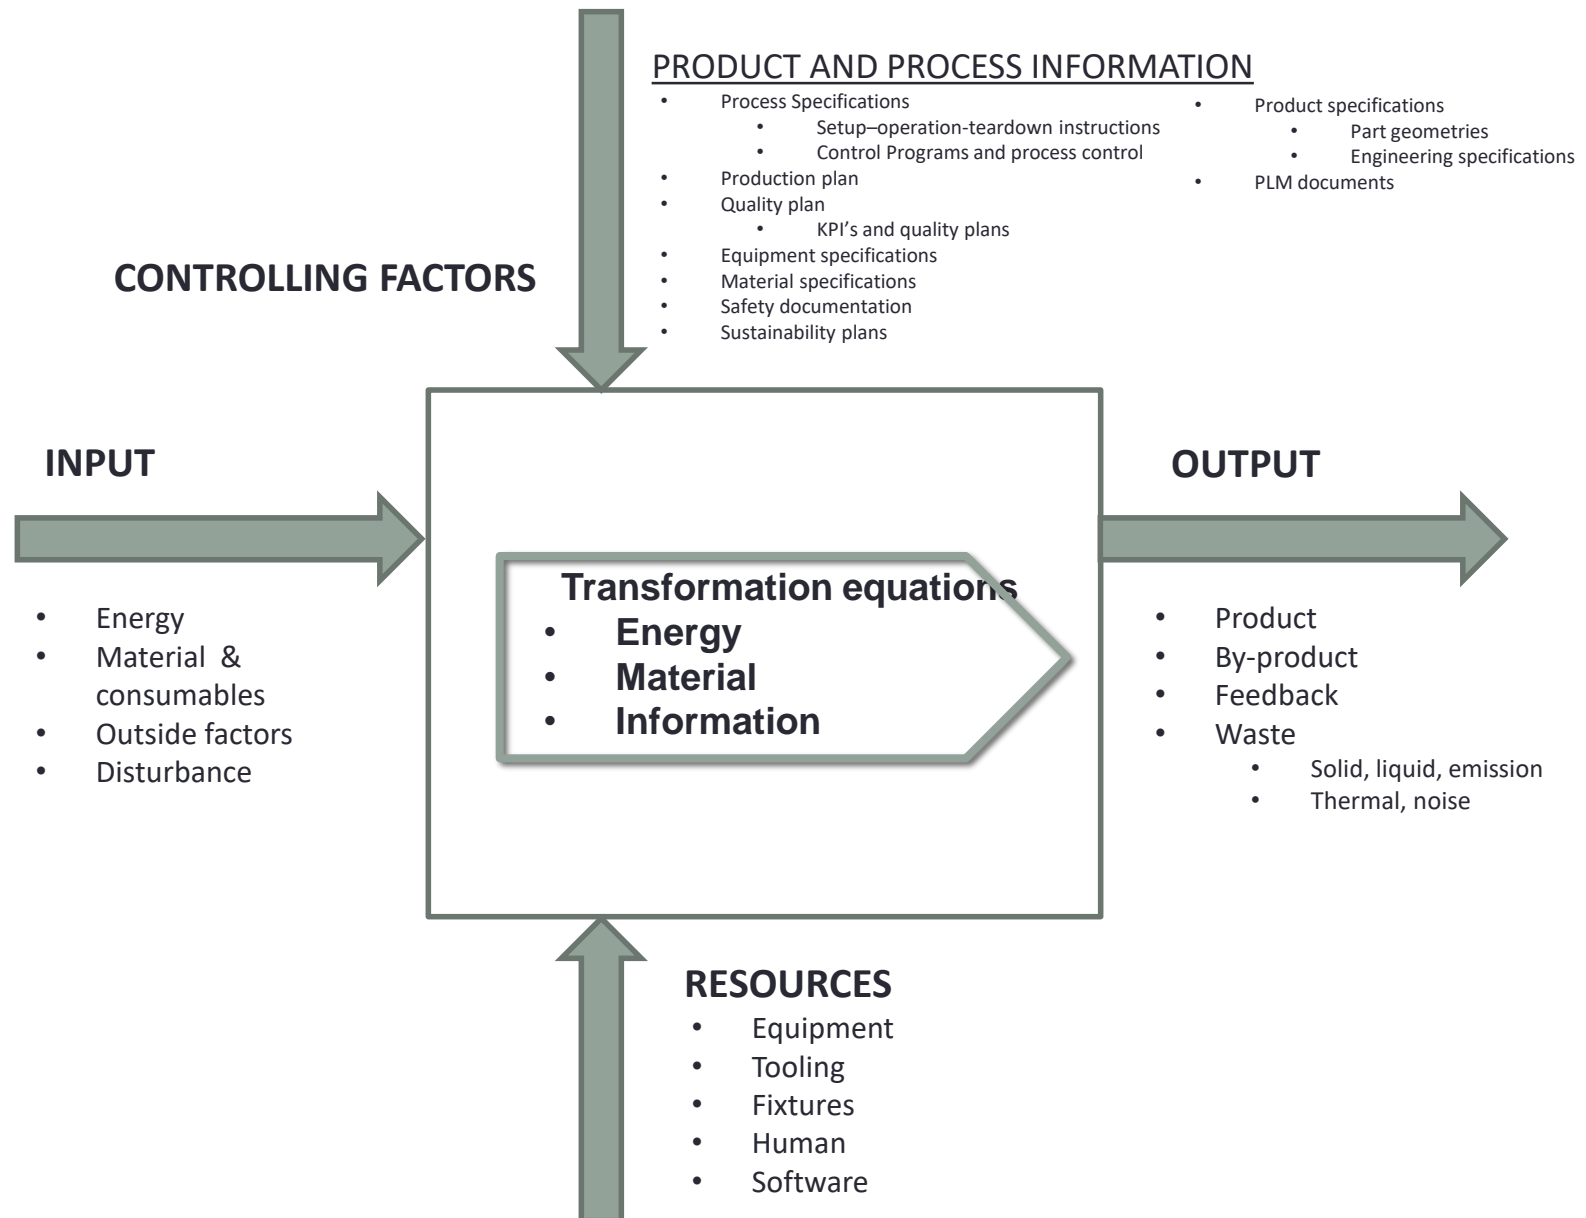 PRODUCT AND PROCESS INFORMATION
• Process Specifications
• Setup–operation-teardown instructions
• Control Programs and process control
• Production plan
• Quality plan
• KPI’s and quality plans
• Equipment specifications
• Material specifications
• Safety documentation
• Sustainability plans
• Product specifications
• Part geometries
• Engineering specifications
• PLM documents
CONTROLLING FACTORS
INPUT
• Energy
• Material &
consumables
• Outside factors
• Disturbance
Transformation equations
• Energy
• Material
• Information
OUTPUT
• Product
• By-product
• Feedback
• Waste
• Solid, liquid, emission
• Thermal, noise
RESOURCES
• Equipment
• Tooling
• Fixtures
• Human
• Software